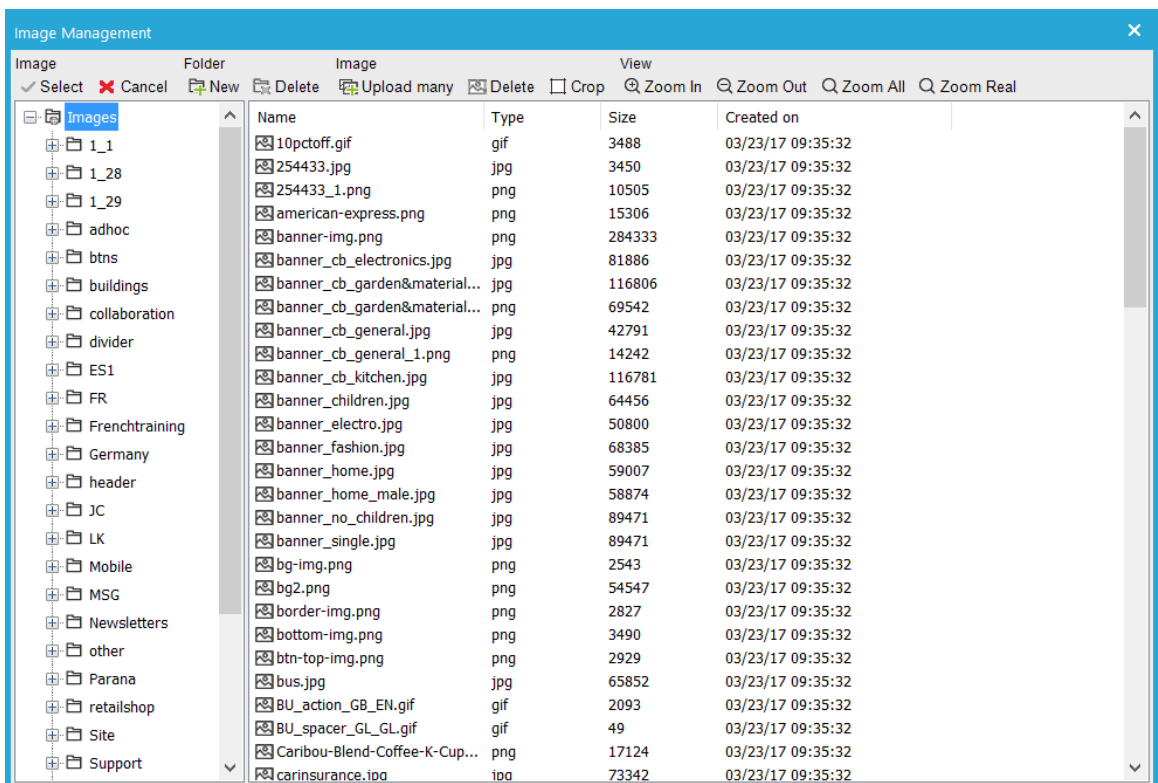 Image Management
Image Folder Image View
Select Cancel New Delete Upload many Delete Crop Zoom In Zoom Out Zoom All Zoom Real
Images
1_1
1_28
1_29
adhoc
btns
buildings
collaboration
divider
ES1
FR
Frenchtraining
Germany
header
JC
LK
Mobile
MSG
Newsletters
other
Parana
retailshop
Site
Support
Name Type Size Created on
10pctoff.gif gif 3488 03/23/17 09:35:32
254433.jpg jpg 3450 03/23/17 09:35:32
254433_1.png png 10505 03/23/17 09:35:32
american-express.png png 15306 03/23/17 09:35:32
banner-img.png png 284333 03/23/17 09:35:32
banner_cb_electronics.jpg jpg 81886 03/23/17 09:35:32
banner_cb_garden&material... jpg 116806 03/23/17 09:35:32
banner_cb_garden&material... png 69542 03/23/17 09:35:32
banner_cb_general.jpg jpg 42791 03/23/17 09:35:32
banner_cb_general_1.png png 14242 03/23/17 09:35:32
banner_cb_kitchen.jpg jpg 116781 03/23/17 09:35:32
banner_children.jpg jpg 64456 03/23/17 09:35:32
banner_electro.jpg jpg 50800 03/23/17 09:35:32
banner_fashion.jpg jpg 68385 03/23/17 09:35:32
banner_home.jpg jpg 59007 03/23/17 09:35:32
banner_home_male.jpg jpg 58874 03/23/17 09:35:32
banner_no_children.jpg jpg 89471 03/23/17 09:35:32
banner_single.jpg jpg 89471 03/23/17 09:35:32
bg-img.png png 2543 03/23/17 09:35:32
bg2.png png 54547 03/23/17 09:35:32
border-img.png png 2827 03/23/17 09:35:32
bottom-img.png png 3490 03/23/17 09:35:32
btn-top-img.png png 2929 03/23/17 09:35:32
bus.jpg jpg 65852 03/23/17 09:35:32
BU_action_GB_EN.gif gif 2093 03/23/17 09:35:32
BU_spacer_GL_GL.gif gif 49 03/23/17 09:35:32
Caribou-Blend-Coffee-K-Cup... png 17124 03/23/17 09:35:32
carinsurance.jpg jpg 73342 03/23/17 09:35:32